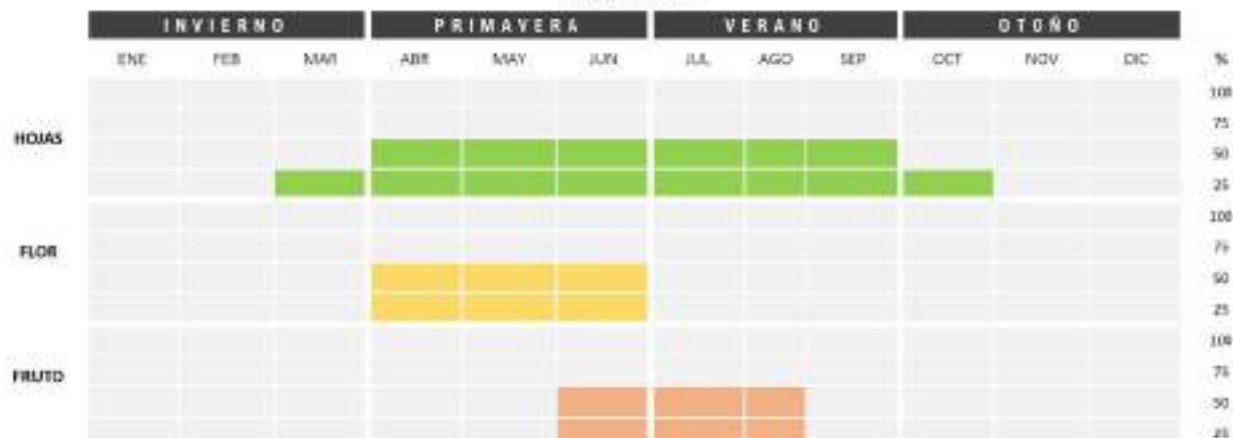 INVIERNO PRIMAVERA VERANO OTOÑO
ENE FEB MAR ABR MAY JUN JUL AGO SEP OCT NOV DIC %
100
75
HOJAS
50
25
100
FLOR 75
50
25
100
FRUTO 75
50
25